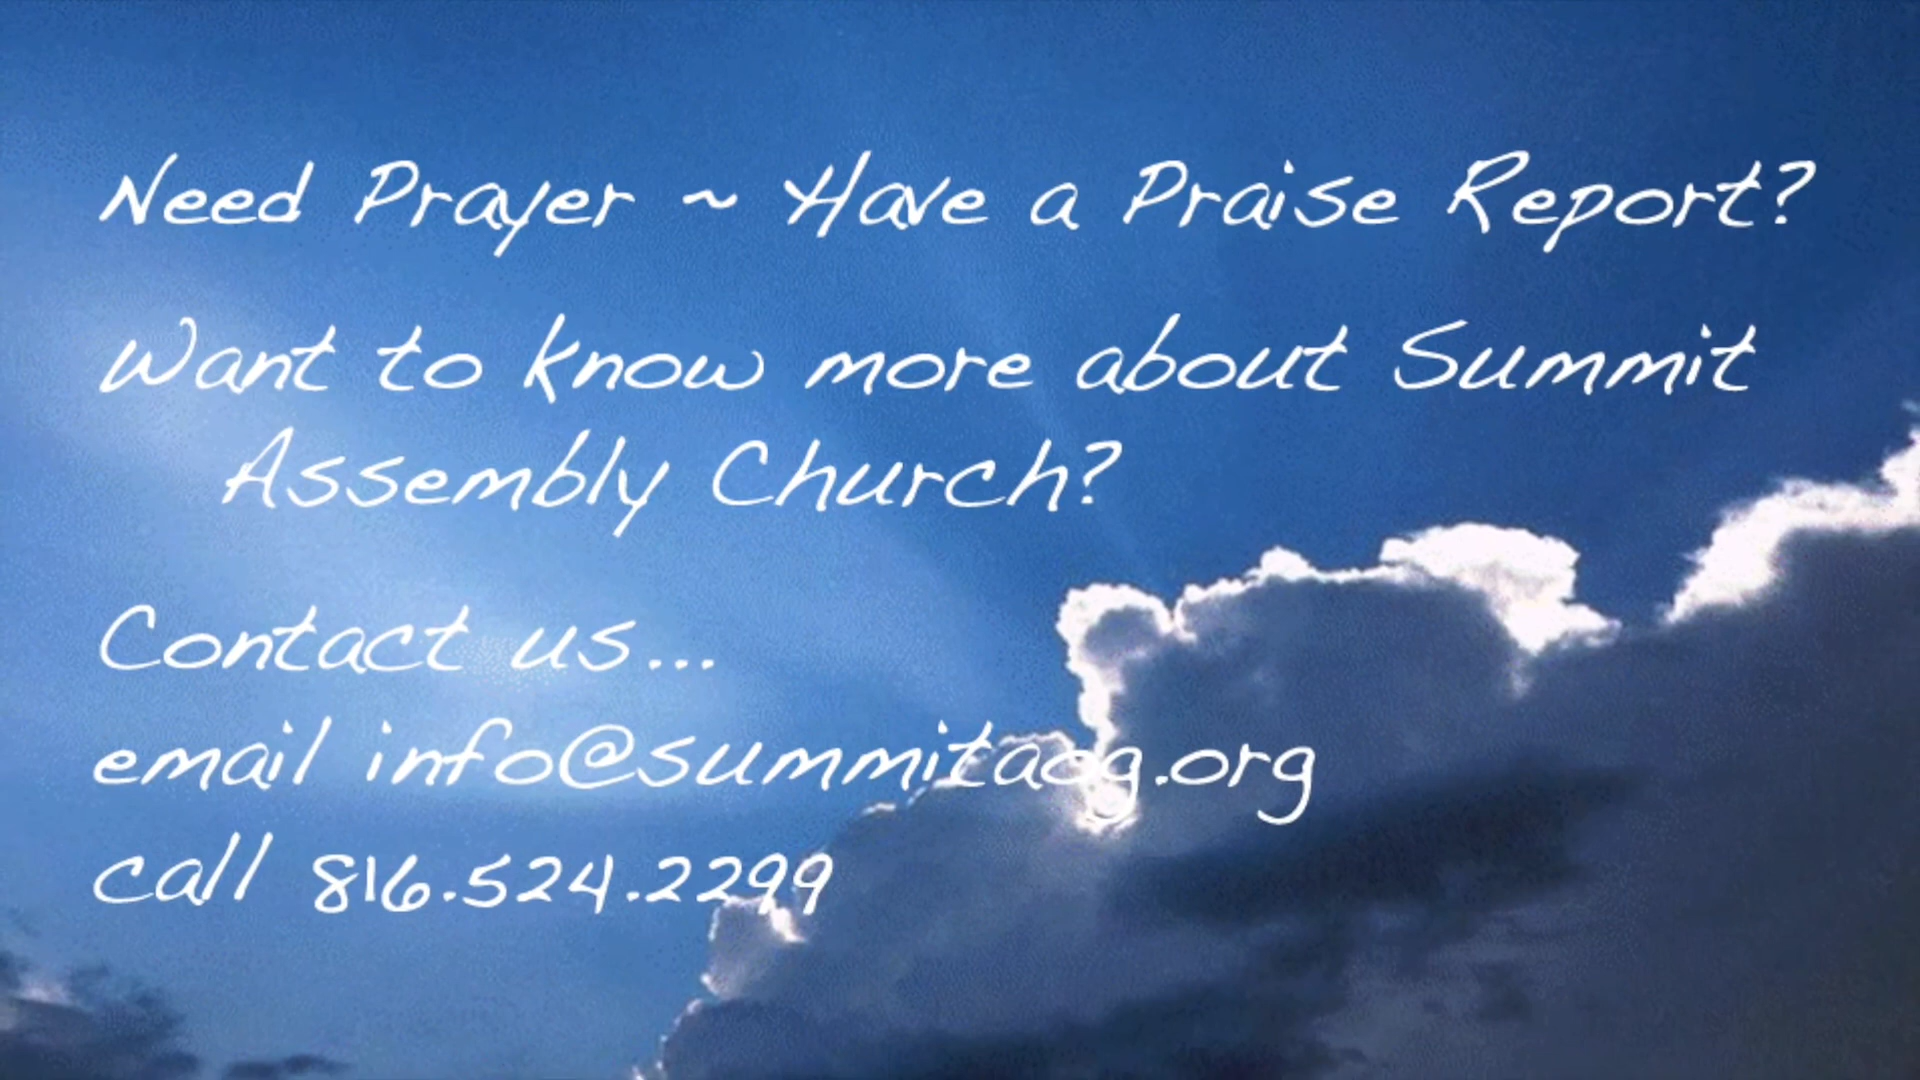 Need Prayer ~ Have a Praise Report?
Want to know more about Summit
Assembly Church?
Contact us...
email info@summitaog.org
call 816.524.2299